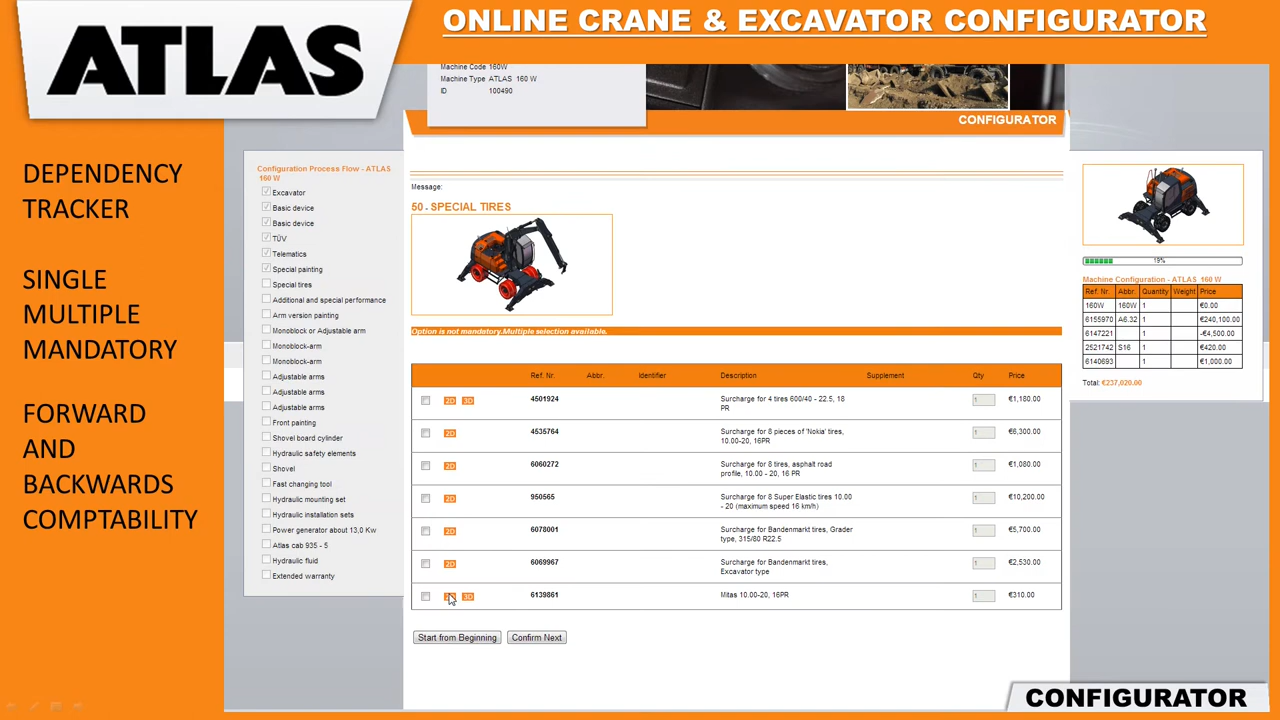 ATLAS
ONLINE CRANE & EXCAVATOR CONFIGURATOR
DEPENDENCY
TRACKER
SINGLE
MULTIPLE
MANDATORY
FORWARD
AND
BACKWARDS
COMPTABILITY
Machine Code 160W
Machine Type ATLAS 160 W
ID 100490
CONFIGURATOR
Configuration Process Flow - ATLAS
160 W
Excavator
Basic device
Basic device
TÜV
Telematics
Special painting
Special tires
Additional and special performance
Arm version painting
Monoblock or Adjustable arm
Monoblock-arm
Monoblock-arm
Adjustable arms
Adjustable arms
Adjustable arms
Front painting
Shovel board cylinder
Hydraulic safety elements
Shovel
Fast changing tool
Hydraulic mounting set
Hydraulic installation sets
Power generator about 13,0 Kw
Atlas cab 935 - 5
Hydraulic fluid
Extended warranty
Message:
50 - SPECIAL TIRES
Option is not mandatory.Multiple selection available.
Ref. Nr. Abbr. Identifier Description Supplement Qty Price
2D 3D 4501924 Surcharge for 4 tires 600/40 - 22.5, 18 1 €1,180.00
PR
2D 4535764 Surcharge for 8 pieces of 'Nokia' tires, 1 €6,300.00
10.00-20, 16PR
2D 6060272 Surcharge for 8 tires, asphalt road 1 €1,080.00
profile, 10.00 - 20, 16 PR
2D 950565 Surcharge for 8 Super Elastic tires 10.00 1 €10,200.00
- 20 (maximum speed 16 km/h)
2D 6078001 Surcharge for Bandenmarkt tires, Grader 1 €5,700.00
type, 315/80 R22.5
2D 6069967 Surcharge for Bandenmarkt tires, 1 €2,530.00
Excavator type
2D 3D 6139861 Mitas 10.00-20, 16PR 1 €310.00
Start from Beginning Confirm Next
19%
Machine Configuration - ATLAS 160 W
Ref. Nr. Abbr. Quantity Weight Price
160W 160W 1 €0.00
6155970 A6.32 1 €240,100.00
6147221 1 -€4,500.00
2521742 S16 1 €420.00
6140693 1 €1,000.00
Total: €237,020.00
CONFIGURATOR